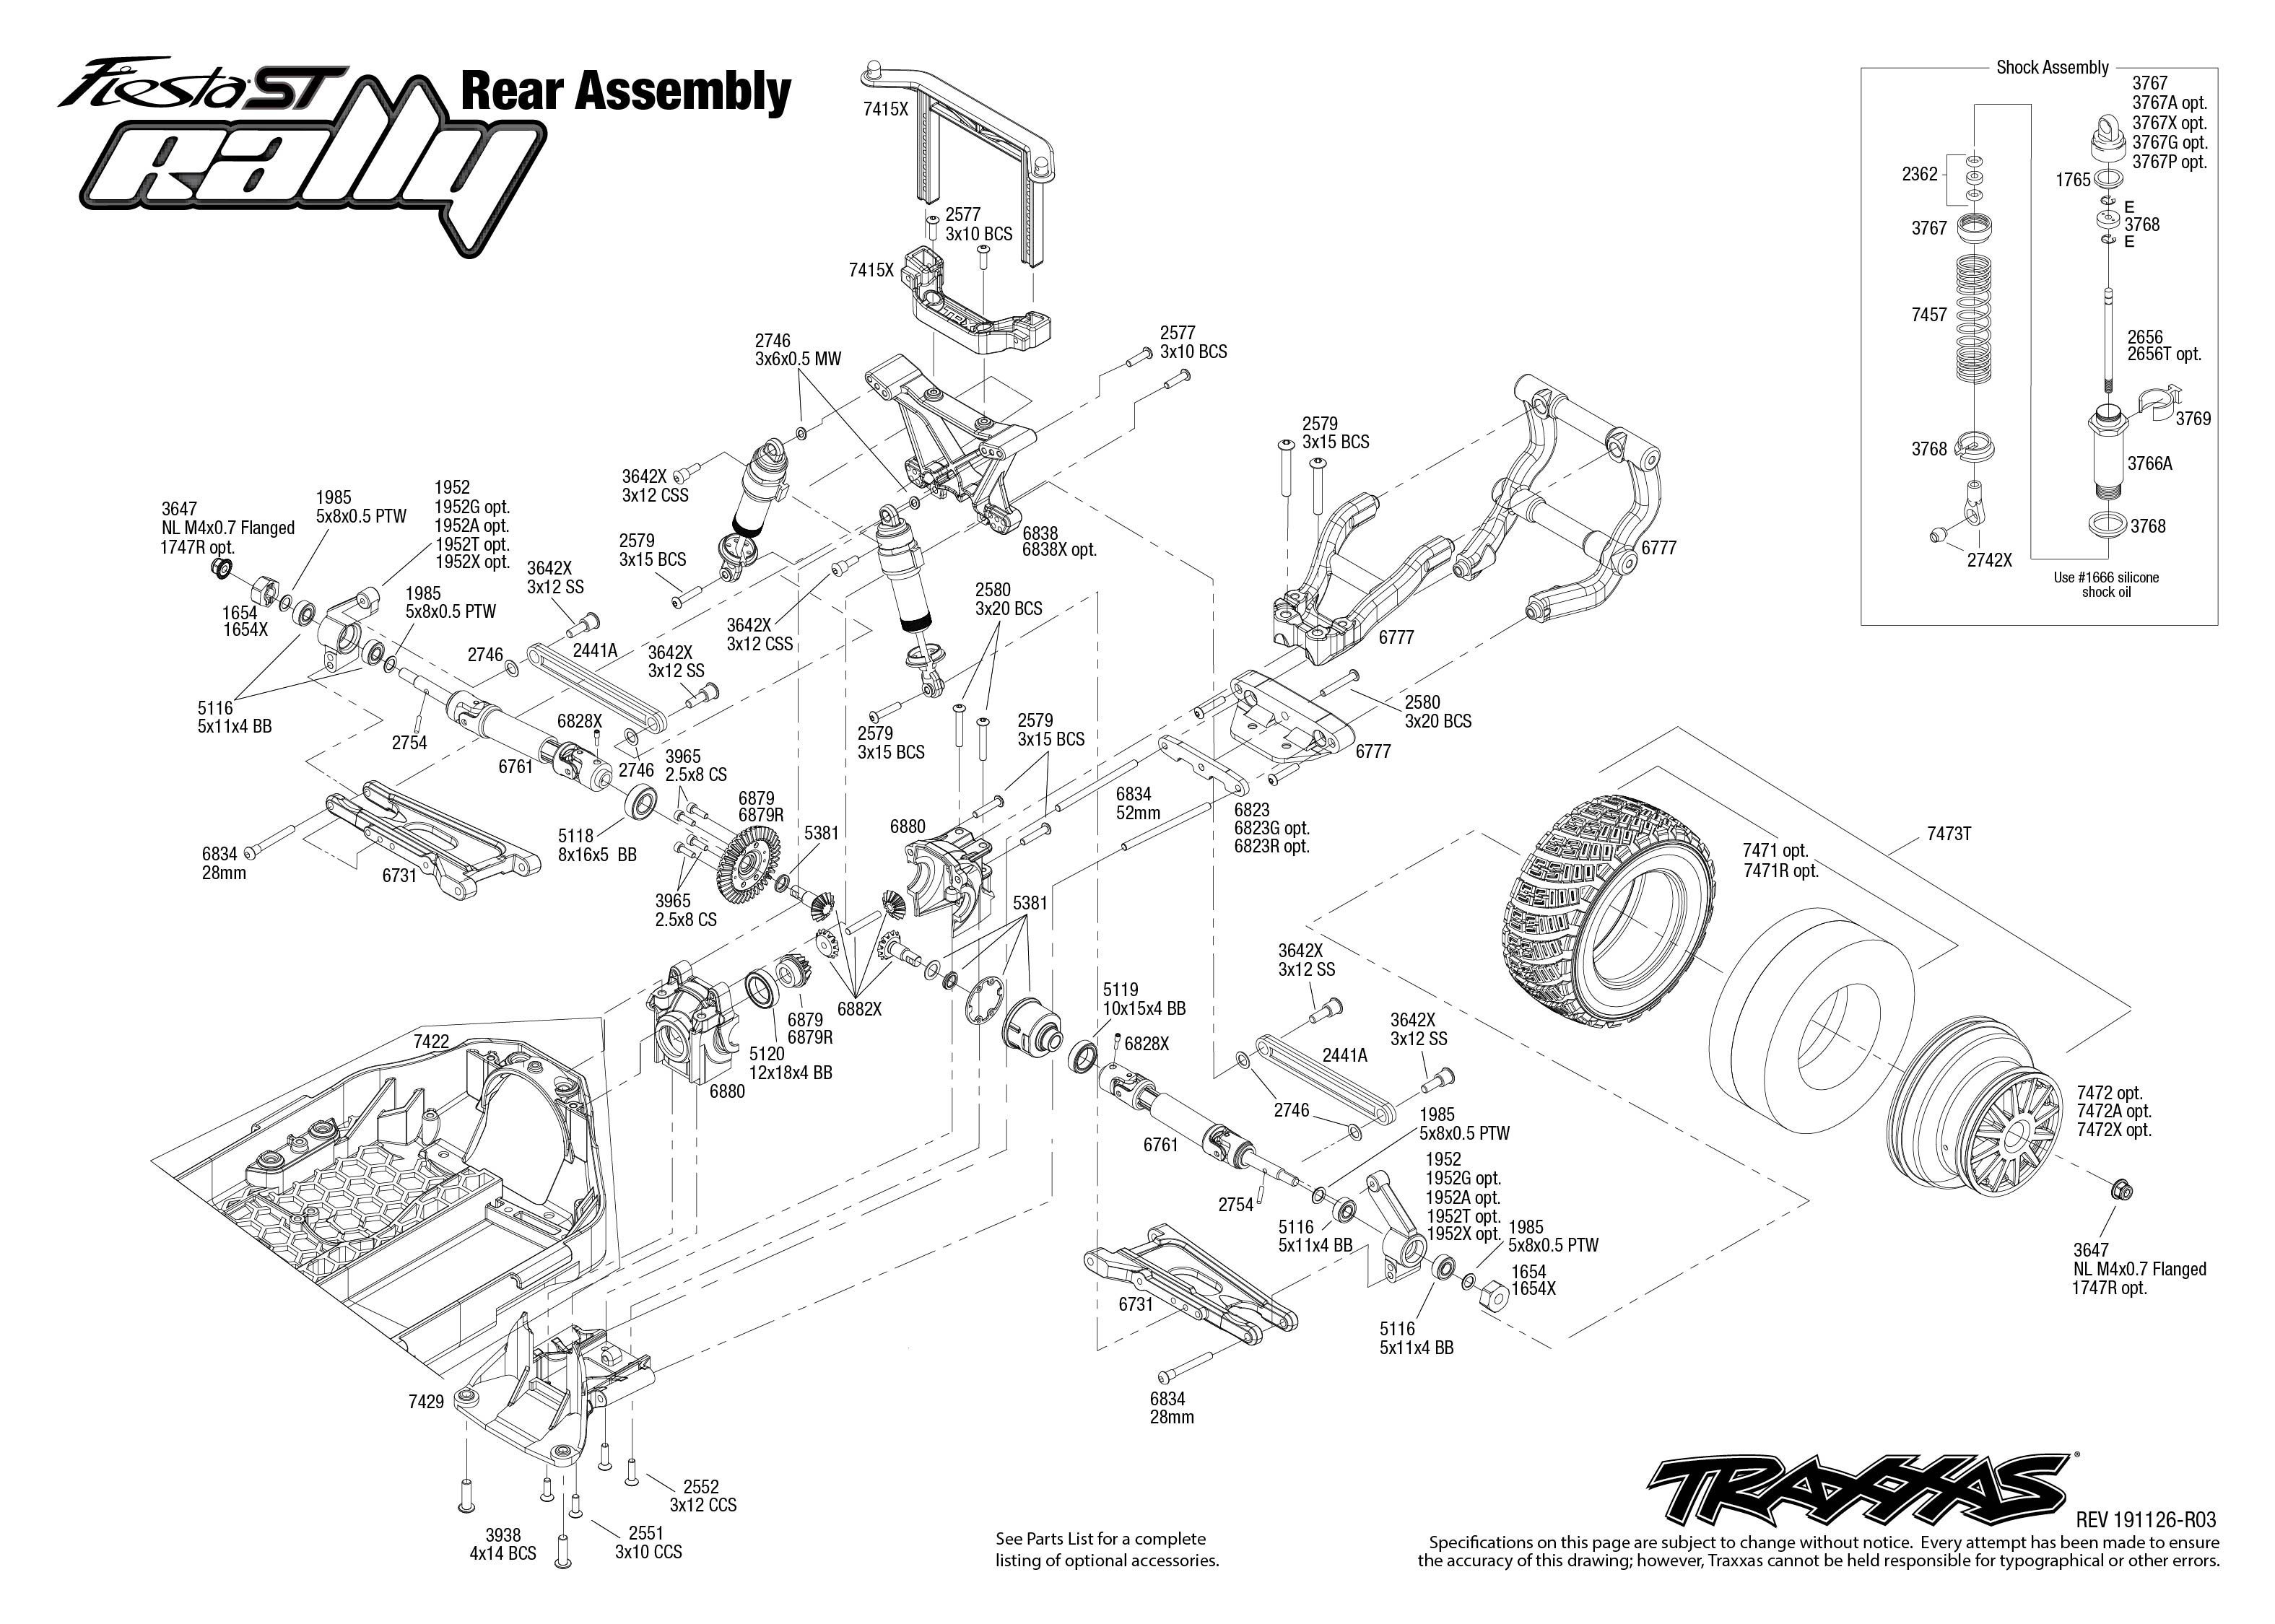 Fiesta ST
Rally
Rear Assembly
7415X
2577
3x10 BCS
7415X
2746
3x6x0.5 MW
2577
3x10 BCS
3642X
3x12 CSS
2579
3x15 BCS
3642X
3x12 CSS
2579
3x15 BCS
6838
6838X opt.
2580
3x20 BCS
2579
3x15 BCS
6777
6777
2580
3x20 BCS
6777
3647
NL M4x0.7 Flanged
1747R opt.
1985
5x8x0.5 PTW
1952
1952G opt.
1952A opt.
1952T opt.
1952X opt.
1654
1654X
1985
5x8x0.5 PTW
3642X
3x12 SS
2746
2441A
3642X
3x12 SS
5116
5x11x4 BB
2754
6828X
6761
2746
3965
2.5x8 CS
5118
8x16x5 BB
6834
28mm
6731
6879
6879R
5381
3965
2.5x8 CS
6880
2579
3x15 BCS
6834
52mm
6823
6823G opt.
6823R opt.
5381
6882X
6879
6879R
5120
12x18x4 BB
6880
7422
5119
10x15x4 BB
6828X
3642X
3x12 SS
3642X
3x12 SS
2441A
2746
6761
2754
1985
5x8x0.5 PTW
1952
1952G opt.
1952A opt.
1952T opt.
1952X opt.
5116
5x11x4 BB
1985
5x8x0.5 PTW
1654
1654X
5116
5x11x4 BB
6731
6834
28mm
7429
2552
3x12 CCS
2551
3x10 CCS
3938
4x14 BCS
7473T
7471 opt.
7471R opt.
7472 opt.
7472A opt.
7472X opt.
3647
NL M4x0.7 Flanged
1747R opt.
Shock Assembly
2362
3767
7457
3768
2742X
3767
3767A opt.
3767X opt.
3767G opt.
3767P opt.
1765
E
3768
E
2656
2656T opt.
3769
3766A
3768
Use #1666 silicone
shock oil
See Parts List for a complete
listing of optional accessories.
TRAXXAS®
REV 191126-R03
Specifications on this page are subject to change without notice. Every attempt has been made to ensure
the accuracy of this drawing; however, Traxxas cannot be held responsible for typographical or other errors.